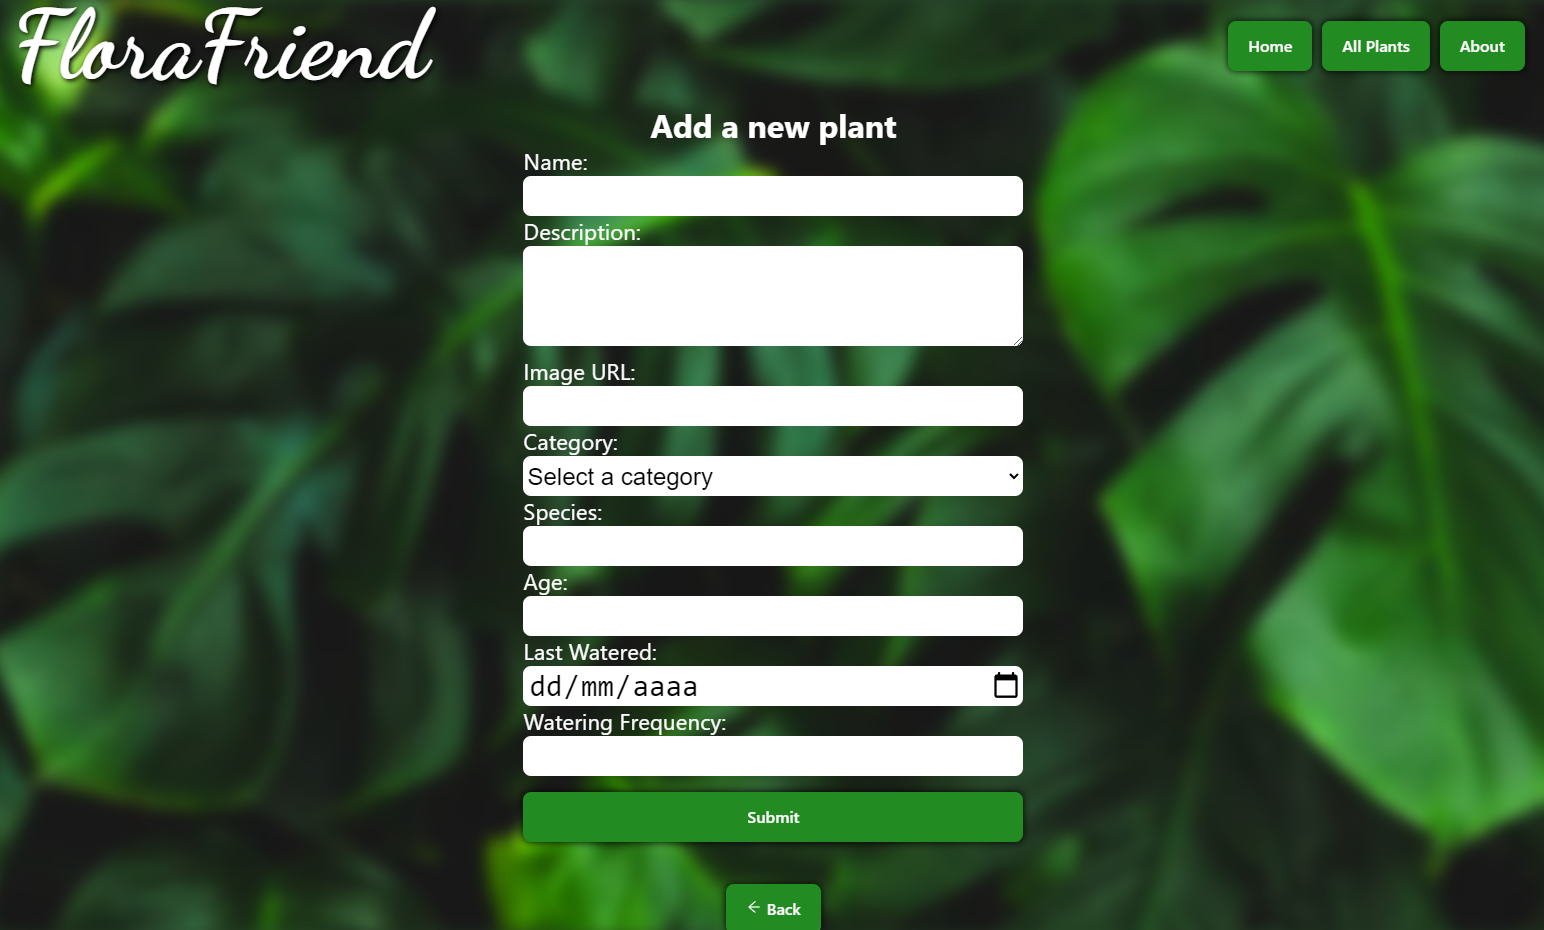 FloraFriend
Home
All Plants
About
Add a new plant
Name:
Description:
Image URL:
Category:
Select a category
Species:
Age:
Last Watered:
dd/mm/aaaa
Watering Frequency:
Submit
← Back